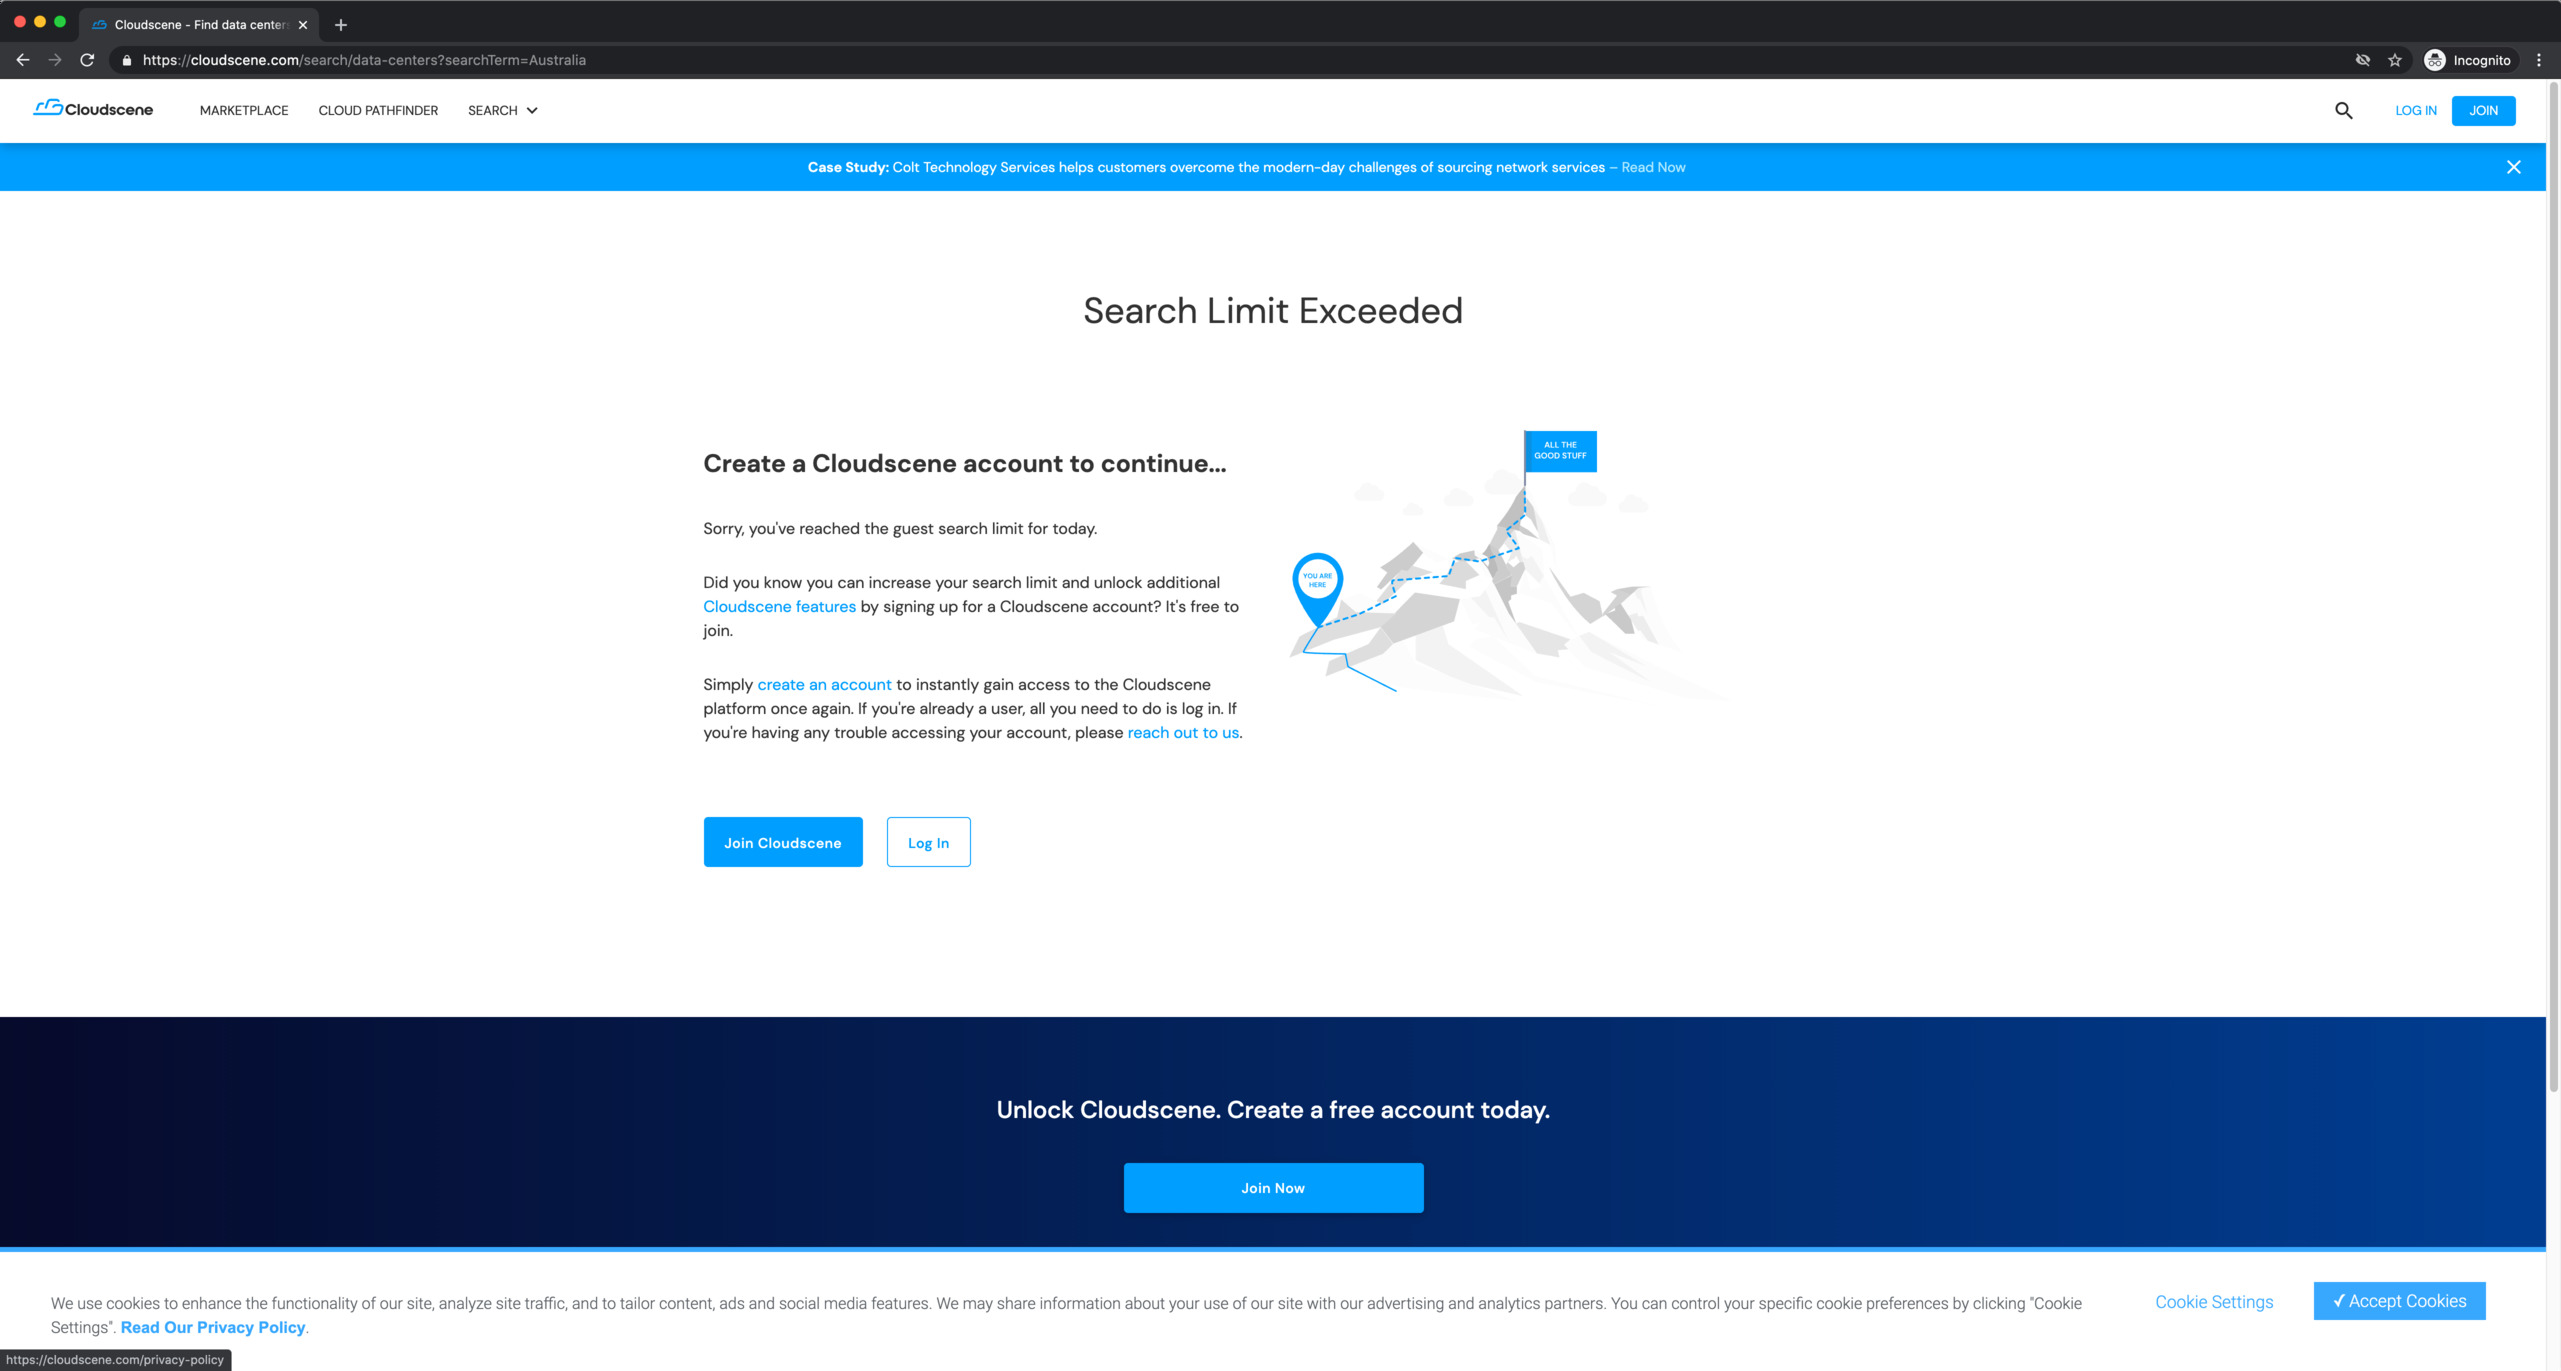 Cloudscene - Find data centers
https://cloudscene.com/search/data-centers?searchTerm=Australia
Incognito
Cloudscene
MARKETPLACE
CLOUD PATHFINDER
SEARCH
LOG IN
JOIN
Case Study: Colt Technology Services helps customers overcome the modern-day challenges of sourcing network services – Read Now
Search Limit Exceeded
Create a Cloudscene account to continue...
Sorry, you've reached the guest search limit for today.
Did you know you can increase your search limit and unlock additional
Cloudscene features by signing up for a Cloudscene account? It's free to
join.
Simply create an account to instantly gain access to the Cloudscene
platform once again. If you're already a user, all you need to do is log in. If
you're having any trouble accessing your account, please reach out to us.
ALL THE
GOOD STUFF
YOU ARE
HERE
Join Cloudscene
Log In
Unlock Cloudscene. Create a free account today.
Join Now
We use cookies to enhance the functionality of our site, analyze site traffic, and to tailor content, ads and social media features. We may share information about your use of our site with our advertising and analytics partners. You can control your specific cookie preferences by clicking "Cookie
Settings". Read Our Privacy Policy.
Cookie Settings
✓ Accept Cookies
https://cloudscene.com/privacy-policy